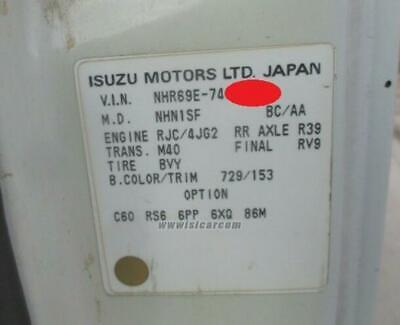 ISUZU MOTORS LTD. JAPAN
V.I.N. NHR69E-74
M.D. NHN1SF BC/AA
ENGINE RJC/4JG2 RR AXLE R39
TRANS. M40 FINAL RV9
TIRE BVY
B.COLOR/TRIM 729/153
OPTION
C60 RS6 6PP 6XQ 86M
www.isicar.com